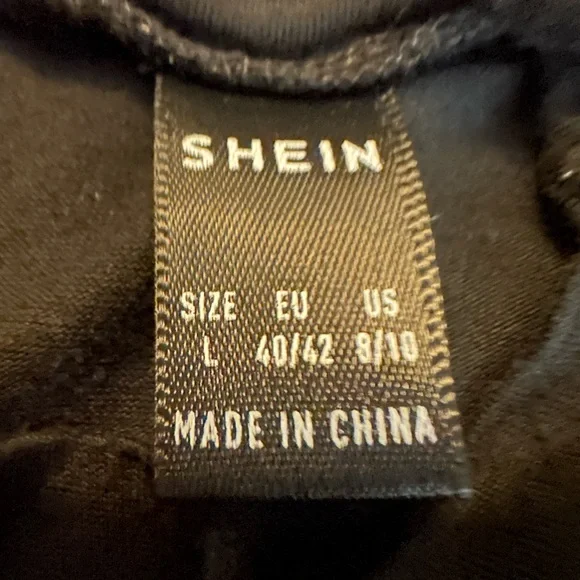 SHEIN
SIZE EU US
L 40/42 8/10
MADE IN CHINA